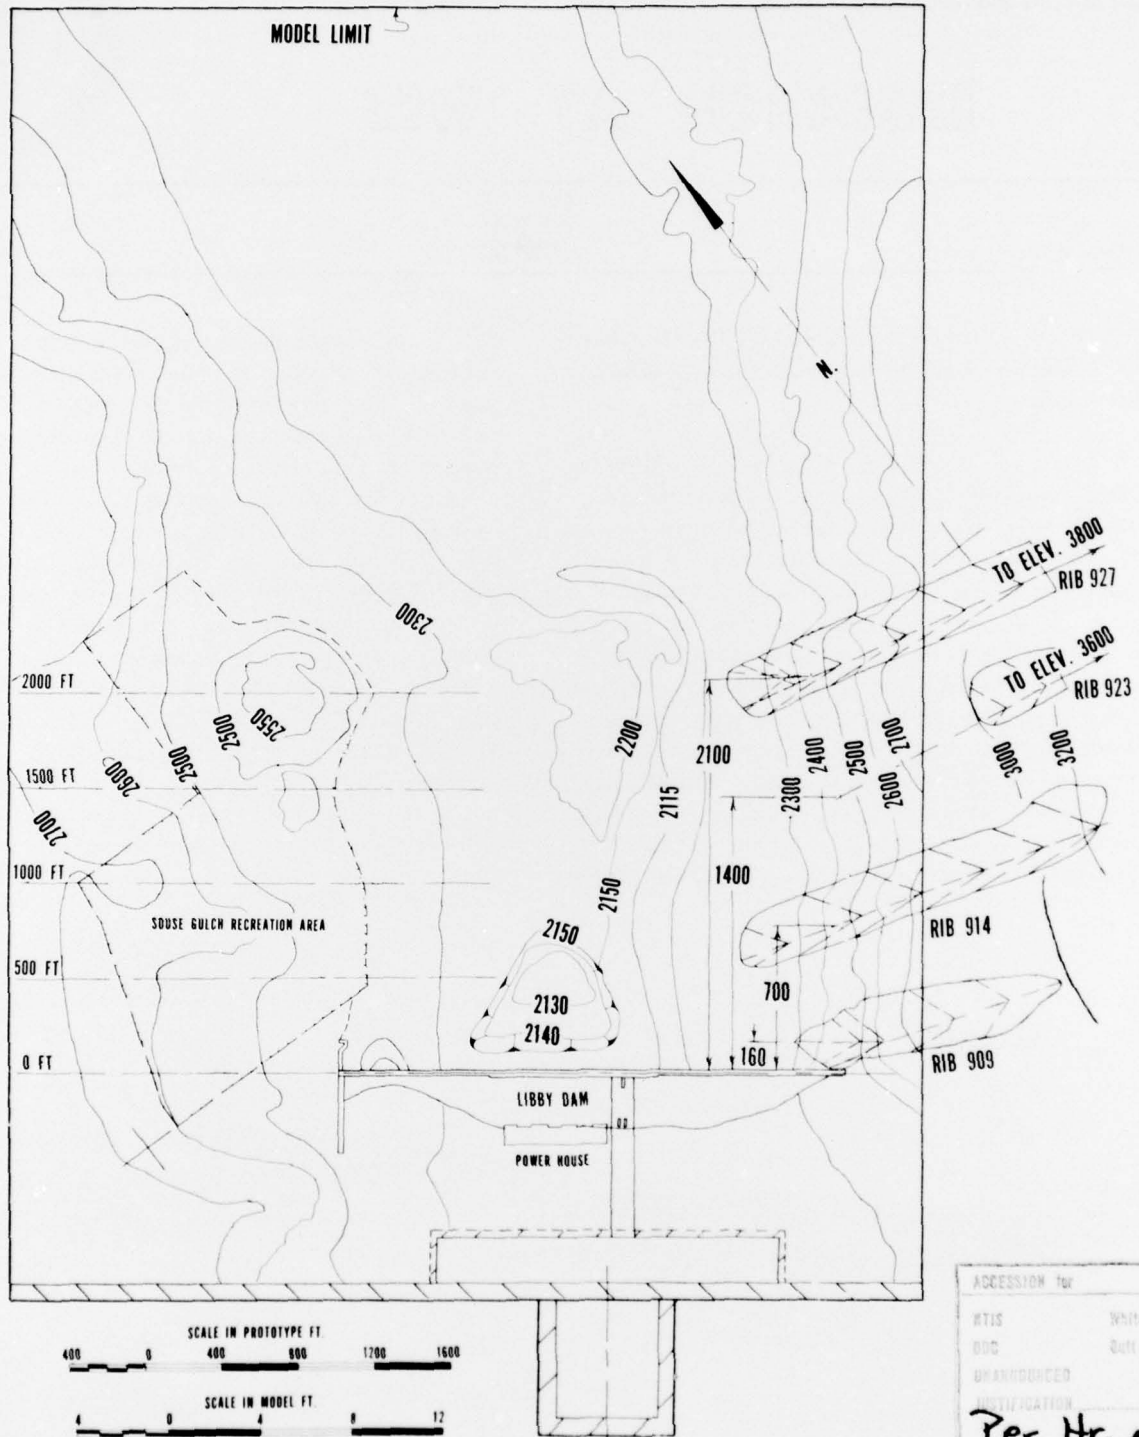 MODEL LIMIT
N.
TO ELEV. 3800
RIB 927
2300
TO ELEV. 3600
RIB 923
2000 FT
2500
2550
2200
2100
2115
2300
2400
2500
2600
2700
3000
3200
1500 FT
2600
2500
2700
1000 FT
1400
SOUSE GULCH RECREATION AREA
2150
2150
RIB 914
500 FT
2130
2140
700
160
0 FT
RIB 909
LIBBY DAM
POWER HOUSE
SCALE IN PROTOTYPE FT.
400 0 400 800 1200 1600
SCALE IN MODEL FT.
4 0 4 8 12
ACCESSION for
NTIS Whit
DDC Buff
UNANNOUNCED
JUSTIFICATION
Per Hr.